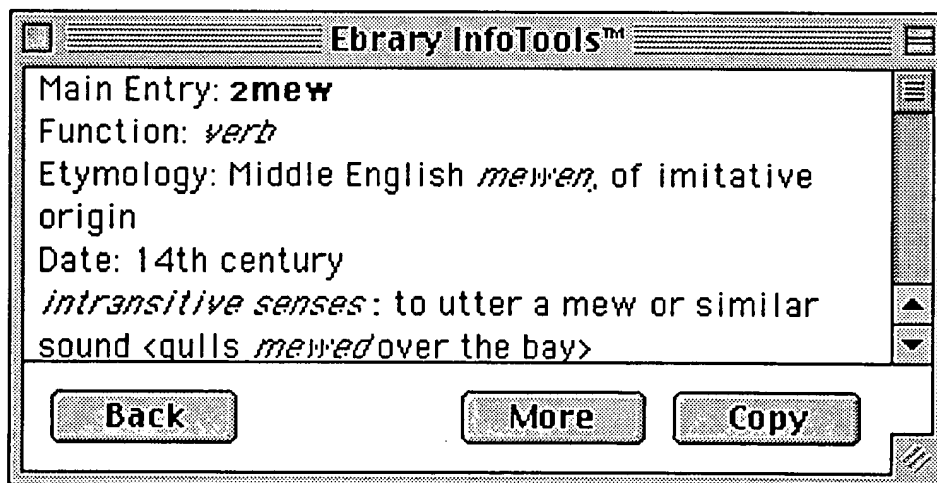 Ebrary InfoTools™
Main Entry: 2mew
Function: verb
Etymology: Middle English mewen, of imitative
origin
Date: 14th century
intransitive senses: to utter a mew or similar
sound <gulls mewed over the bay>
Back More Copy